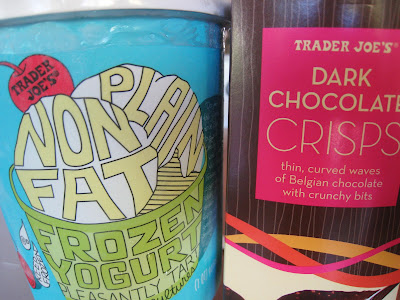 TRADER
JOE'S®
NON
FAT
PLAIN
FROZEN
YOGURT
PLEASANTLY TART
TRADER JOE'S®
DARK
CHOCOLATE
CRISPS
thin, curved waves
of Belgian chocolate
with crunchy bits